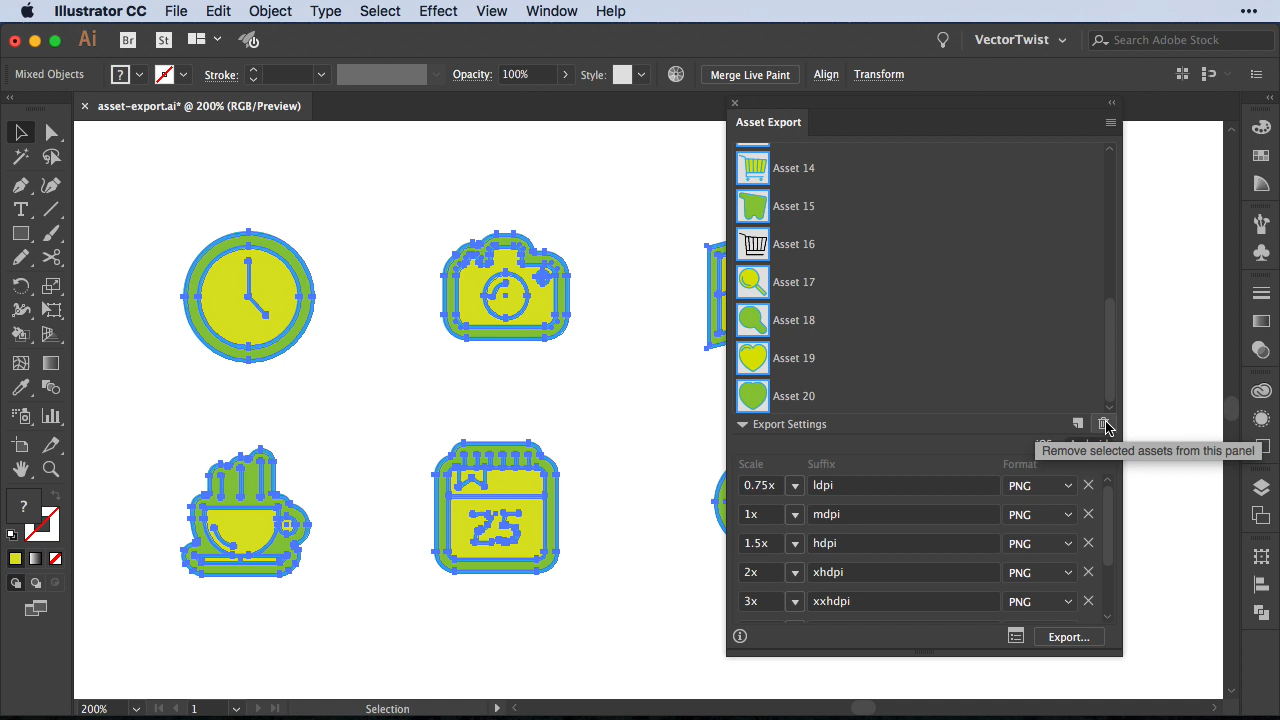 Illustrator CC File Edit Object Type Select Effect View Window Help
Ai Br St VectorTwist Search Adobe Stock
Mixed Objects ? Stroke: Opacity: 100% Style: Merge Live Paint Align Transform
asset-export.ai* @ 200% (RGB/Preview)
Asset Export
Asset 14
Asset 15
Asset 16
Asset 17
Asset 18
Asset 19
Asset 20
Export Settings
Remove selected assets from this panel
Scale Suffix Format
0.75x ldpi PNG
1x mdpi PNG
1.5x hdpi PNG
2x xhdpi PNG
3x xxhdpi PNG
Export...
25
?
200% 1 Selection